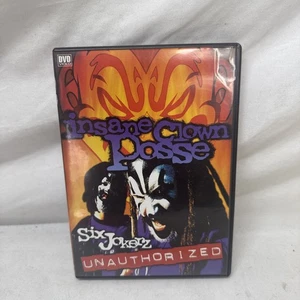 DVD
insane Clown
Posse
Six Jokerz
UNAUTHORIZED